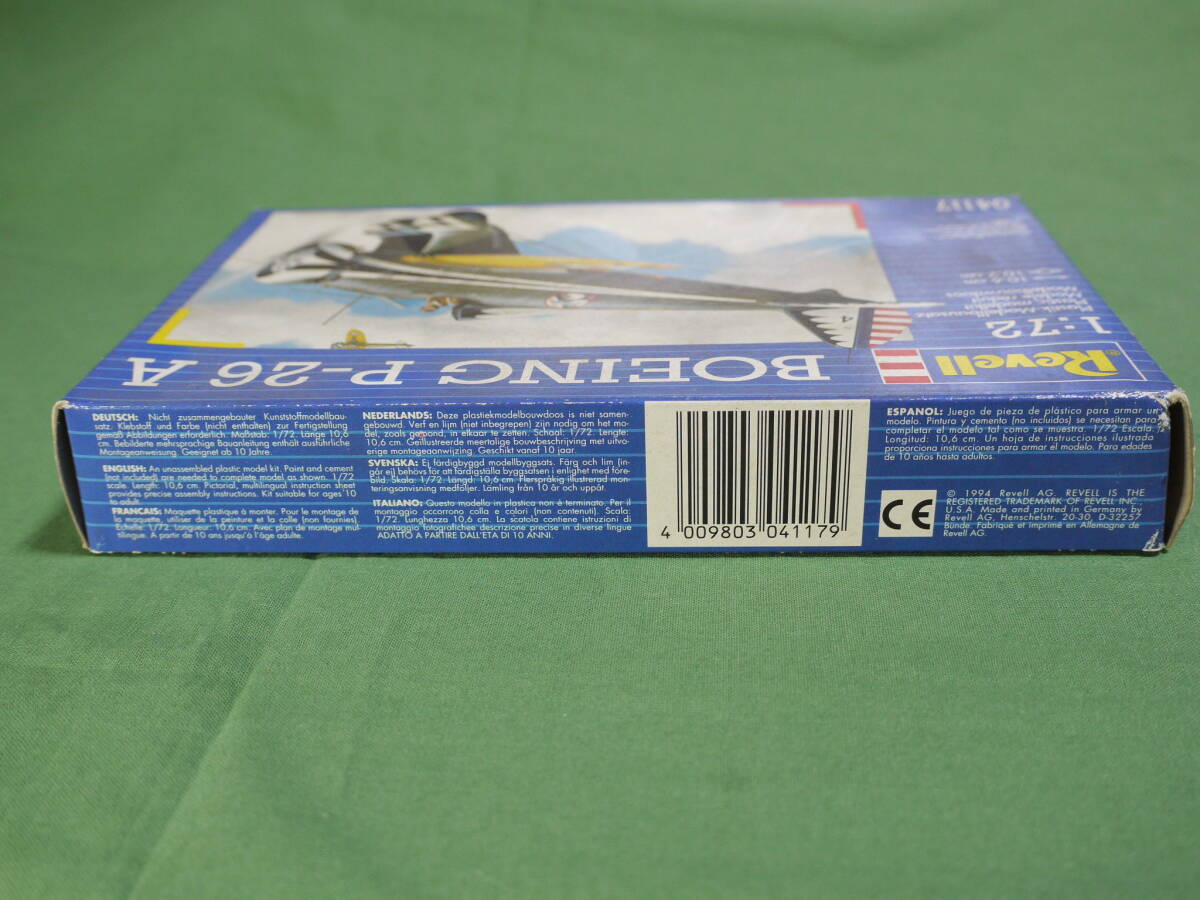 04117
10,6 cm
1:72
Revell
BOEING P-26 A
DEUTSCH: Nicht zusammengebauter Kunststoffmodellbau-
satz. Klebstoff und Farbe (nicht enthalten) zur Fertigstellung
gemäß Abbildungen erforderlich. Maßstab: 1/72. Länge 10,6
cm. Bebilderte mehrsprachige Bauanleitung enthält ausführliche
Montageanweisung. Geeignet ab 10 Jahre.
ENGLISH: An unassembled plastic model kit. Paint and cement
(not included) are needed to complete model as shown. 1/72
scale. Length: 10,6 cm. Pictorial, multilingual instruction sheet
provides precise assembly instructions. Kit suitable for ages 10
to adult.
FRANCAIS: Maquette plastique à monter. Pour le montage de
la maquette, utiliser de la peinture et la colle (non fournies).
Echelle: 1/72. Longueur: 10,6 cm. Avec plan de montage mul-
tilingue. A partir de 10 ans jusqu'à l'âge adulte.
NEDERLANDS: Deze plastiekmodelbouwdoos is niet samen-
gebouwd. Verf en lijm (niet inbegrepen) zijn nodig om het mo-
del, zoals getoond, in elkaar te zetten. Schaal: 1/72. Lengte:
10,6 cm. Geïllustreerde meertalige bouwbeschrijving met uitvo-
erige montageaanwijzing. Geschikt vanaf 10 jaar.
SVENSKA: Ej färdigbyggd modellbyggsats. Färg och lim (in-
går ej) behövs för att färdigställa byggsatsen i enlighet med före-
bild. Skala: 1/72. Längd: 10,6 cm. Flerspråkig illustrerad mon-
teringsanvisning medföljer. Lämling från 10 år och uppåt.
ITALIANO: Questo modello in plastica non è terminato. Per il
montaggio occorrono colla e colori (non contenuti). Scala:
1/72. Lunghezza 10,6 cm. La scatola contiene istruzioni di
montaggio fotografichee descrizione precise in diverse lingue
ADATTO A PARTIRE DALL'ETA DI 10 ANNI.
4 009803 041179
ESPANOL: Juego de pieza de plástico para armar un
modelo. Pintura y cemento (no incluidos) se necesitan para
completar el modelo tal como se muestra. 1/72 Escala.
Longitud: 10,6 cm. Un hoja de instrucciones ilustrada
proporciona instrucciones para armar el modelo. Para edades
de 10 años hasta adultos.
CE
© 1994 Revell AG. REVELL IS THE
REGISTERED TRADEMARK OF REVELL INC.
U.S.A. Made and printed in Germany by
Revell AG, Henschelstr. 20-30, D-32257
Bünde. Fabriqué et Imprimé en Allemagne de
Revell AG.